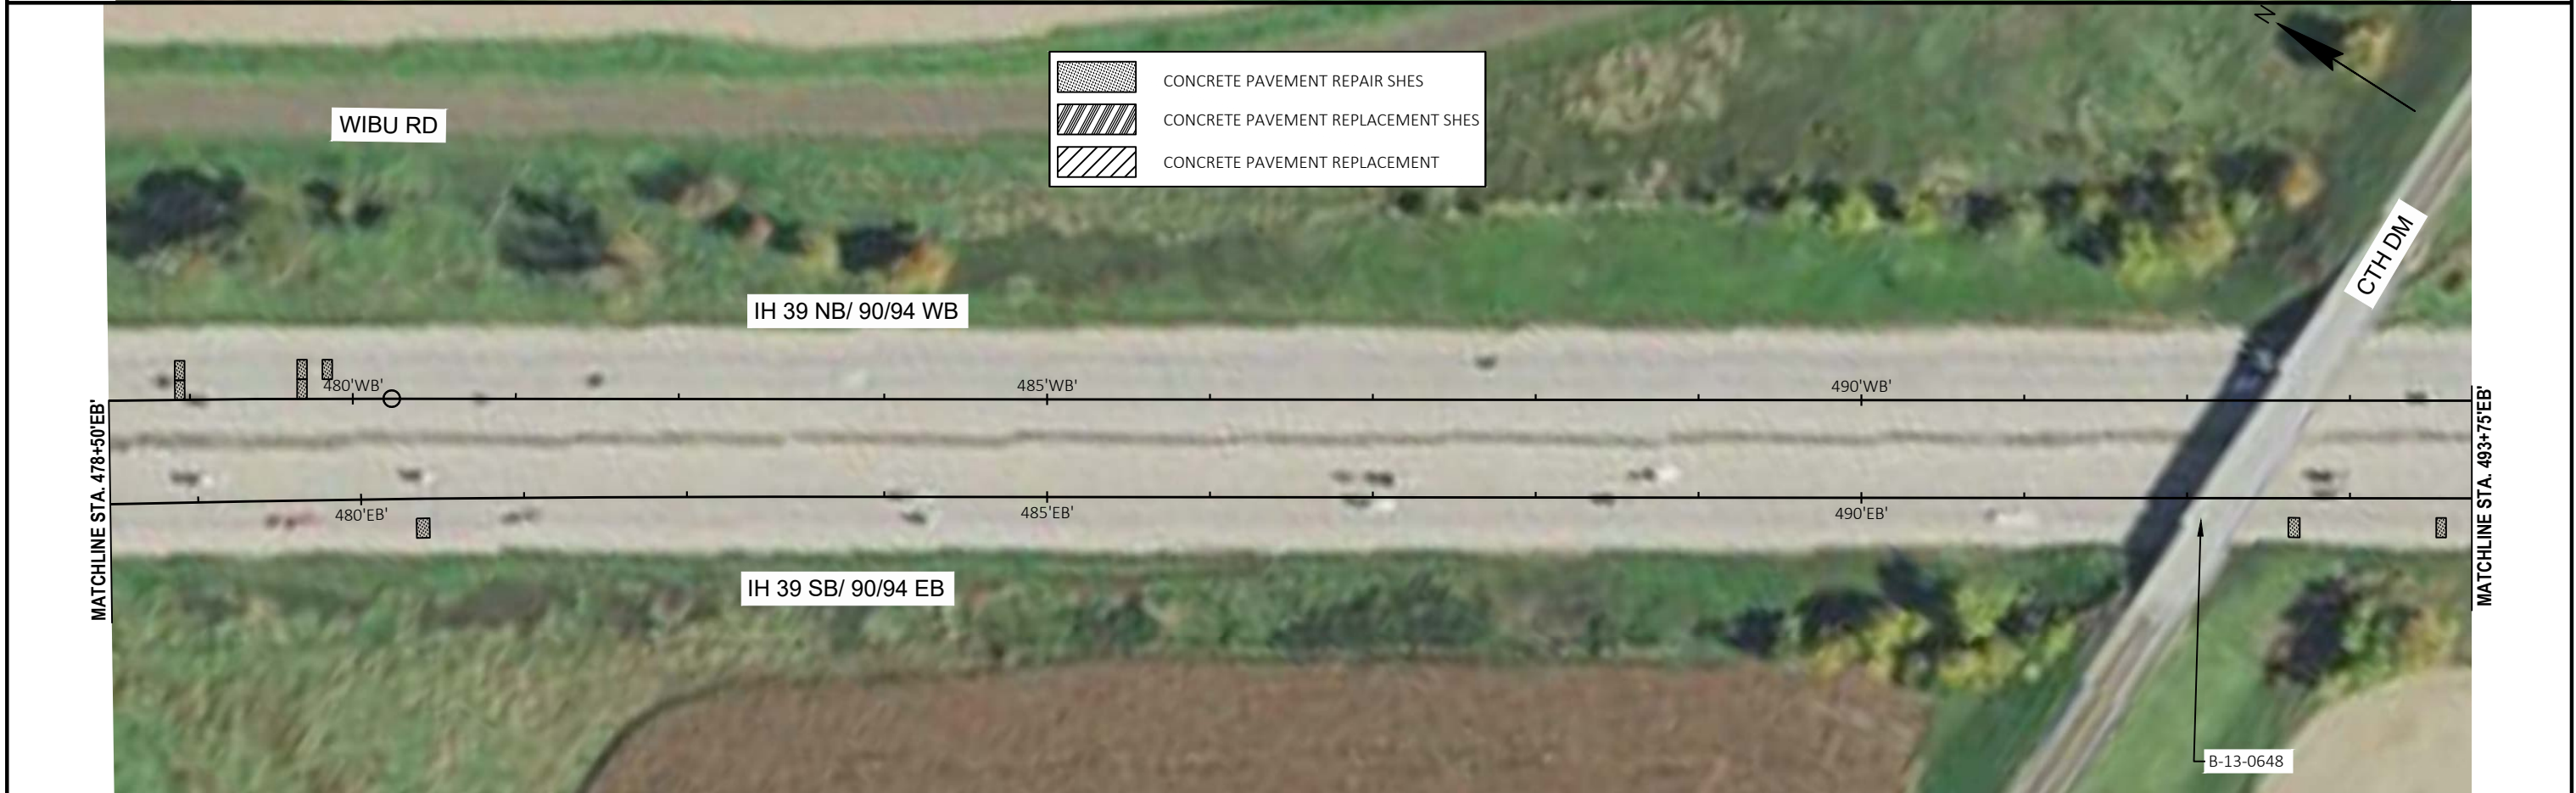 N
CONCRETE PAVEMENT REPAIR SHES
CONCRETE PAVEMENT REPLACEMENT SHES
CONCRETE PAVEMENT REPLACEMENT
WIBU RD
CTH DM
IH 39 NB/ 90/94 WB
480'WB'
485'WB'
490'WB'
MATCHLINE STA. 478+50'EB'
MATCHLINE STA. 493+75'EB'
480'EB'
485'EB'
490'EB'
IH 39 SB/ 90/94 EB
B-13-0648